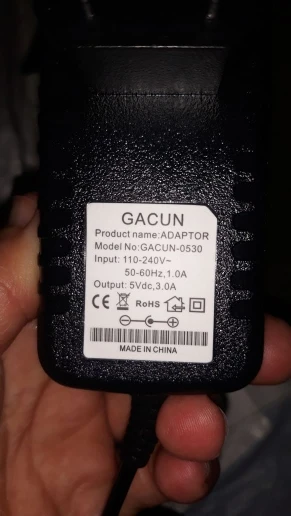 GACUN
Product name:ADAPTOR
Model No:GACUN-0530
Input: 110-240V~
50-60Hz,1.0A
Output: 5Vdc,3.0A
CE RoHS
MADE IN CHINA